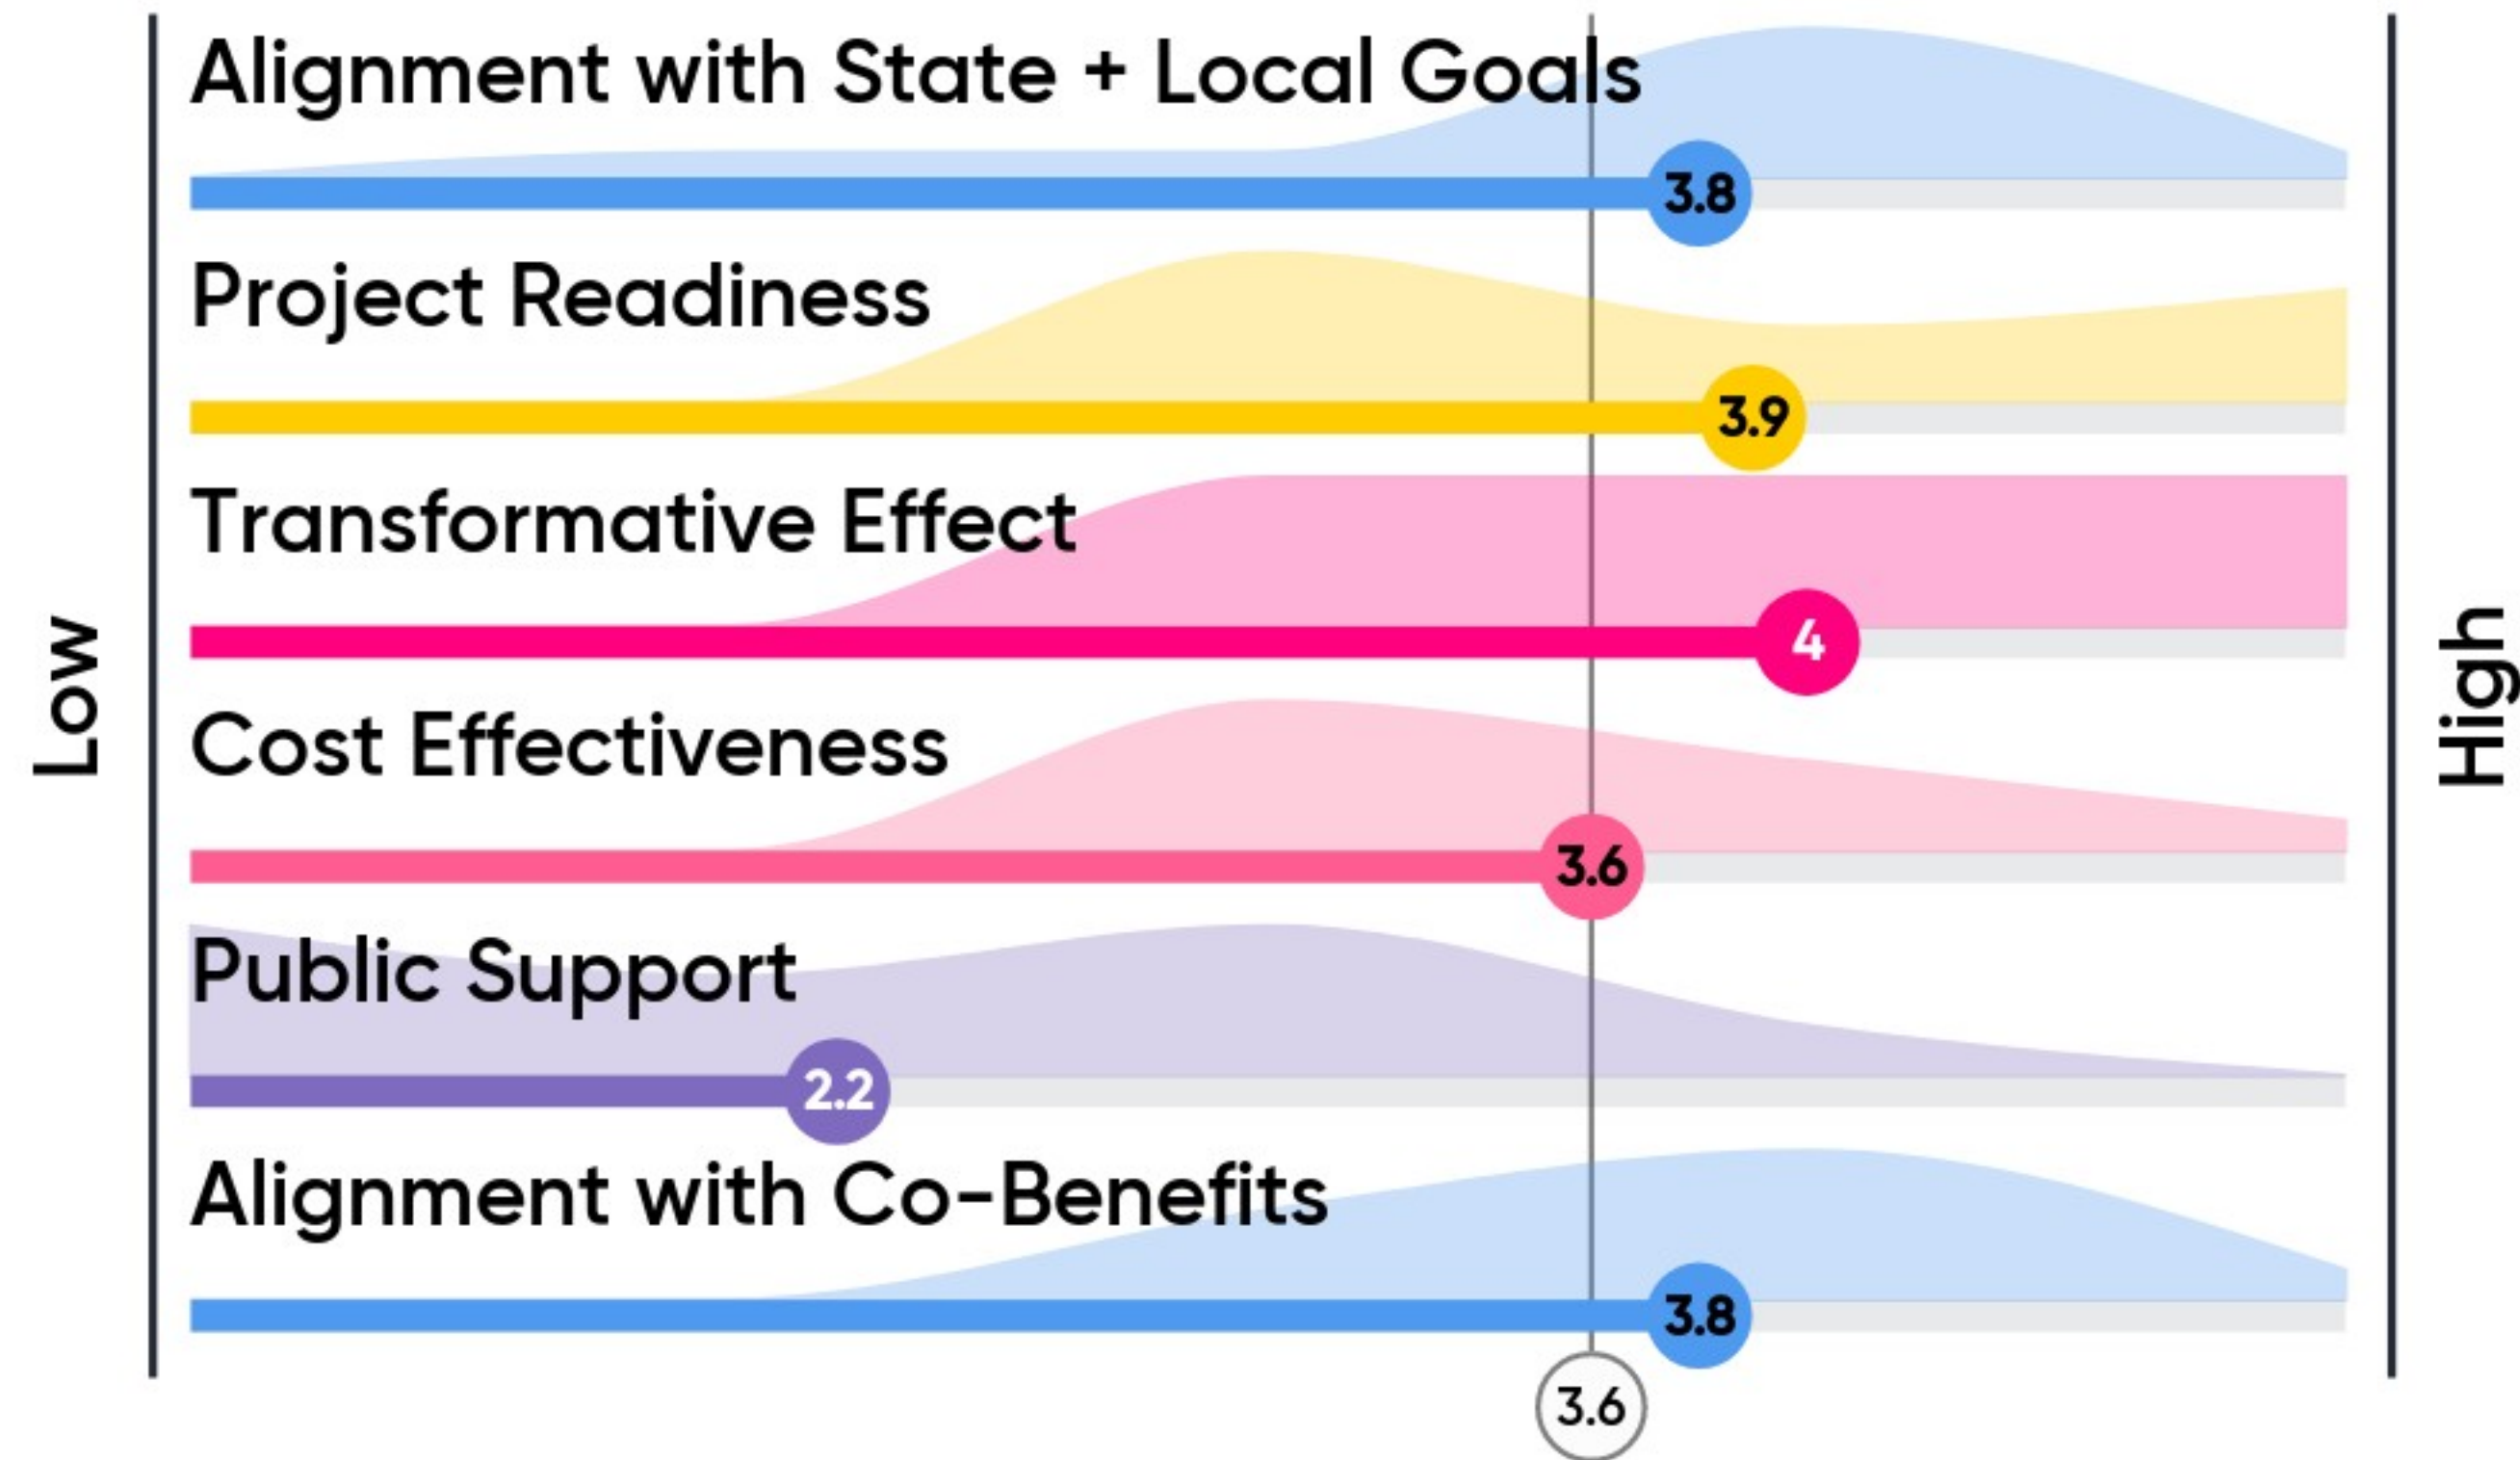 Alignment with State + Local Goals
3.8
Project Readiness
3.9
Transformative Effect
4
Low
High
Cost Effectiveness
3.6
Public Support
2.2
Alignment with Co-Benefits
3.8
3.6